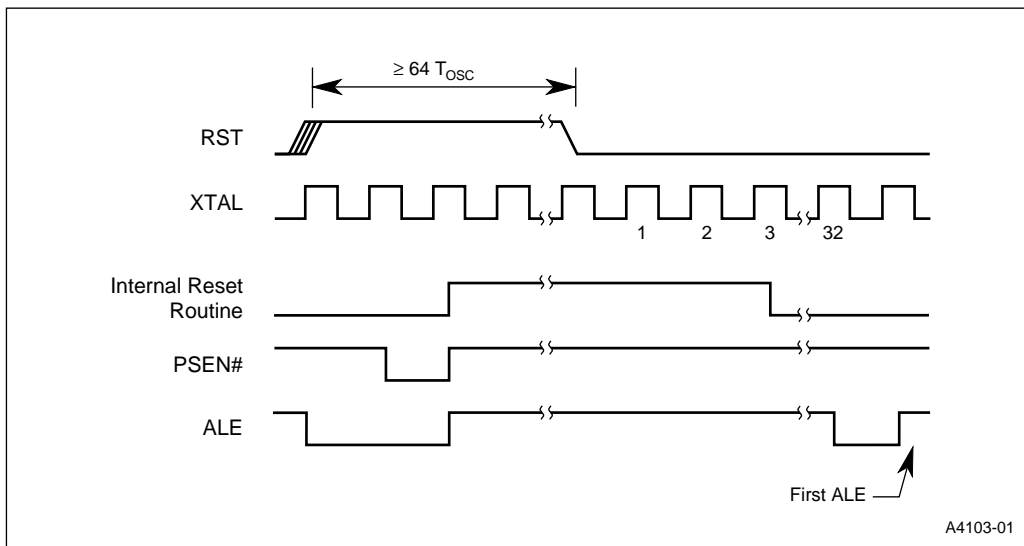 ≥ 64 TOSC
RST
XTAL
1 2 3 32
Internal Reset
Routine
PSEN#
ALE
First ALE
A4103-01